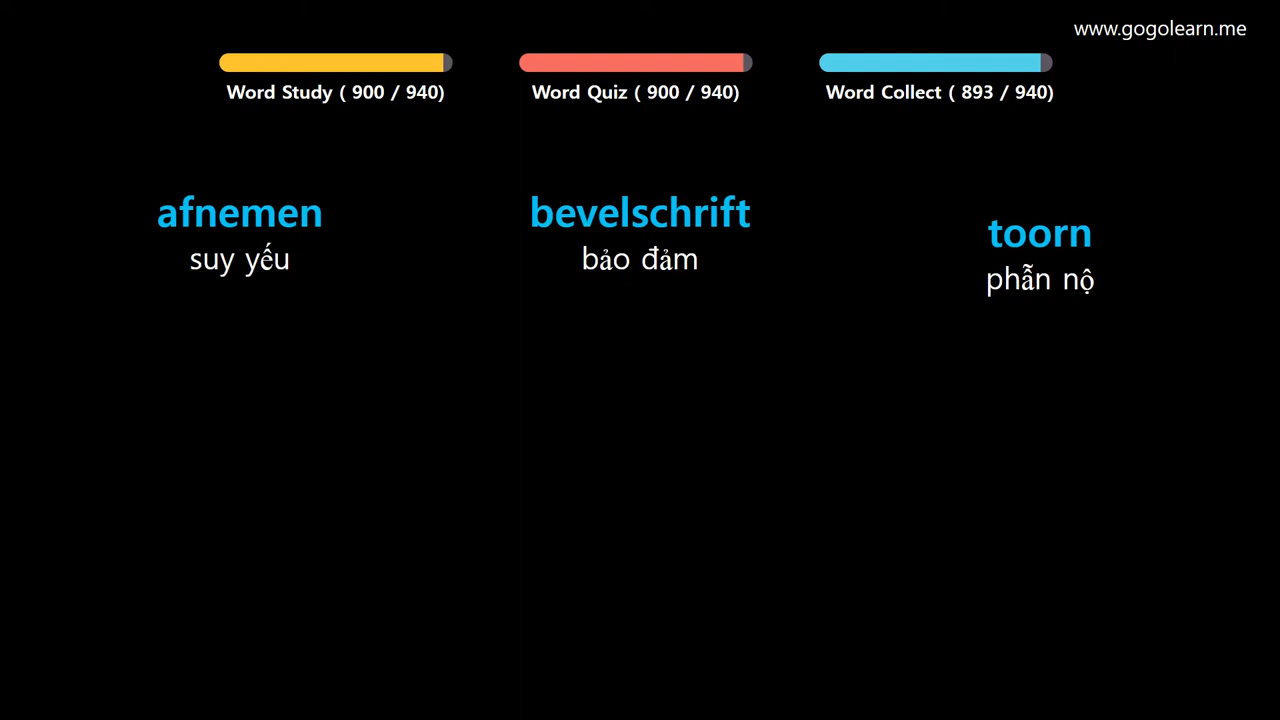 www.gogolearn.me
Word Study ( 900 / 940)
Word Quiz ( 900 / 940)
Word Collect ( 893 / 940)
afnemen
suy yếu
bevelschrift
bảo đảm
toorn
phẫn nộ